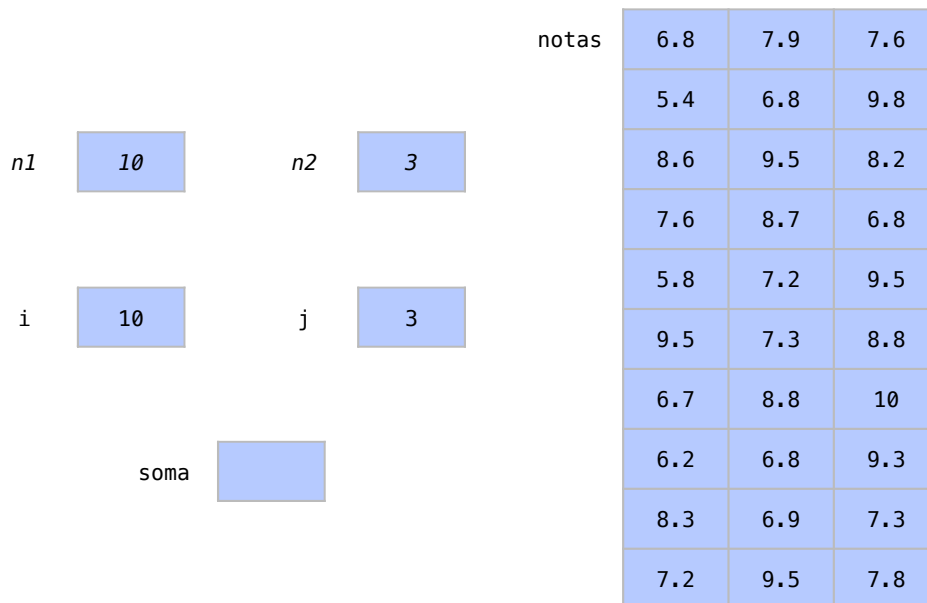 notas 6.8 7.9 7.6
5.4 6.8 9.8
n1 10 n2 3 8.6 9.5 8.2
7.6 8.7 6.8
5.8 7.2 9.5
i 10 j 3
9.5 7.3 8.8
6.7 8.8 10
soma 6.2 6.8 9.3
8.3 6.9 7.3
7.2 9.5 7.8